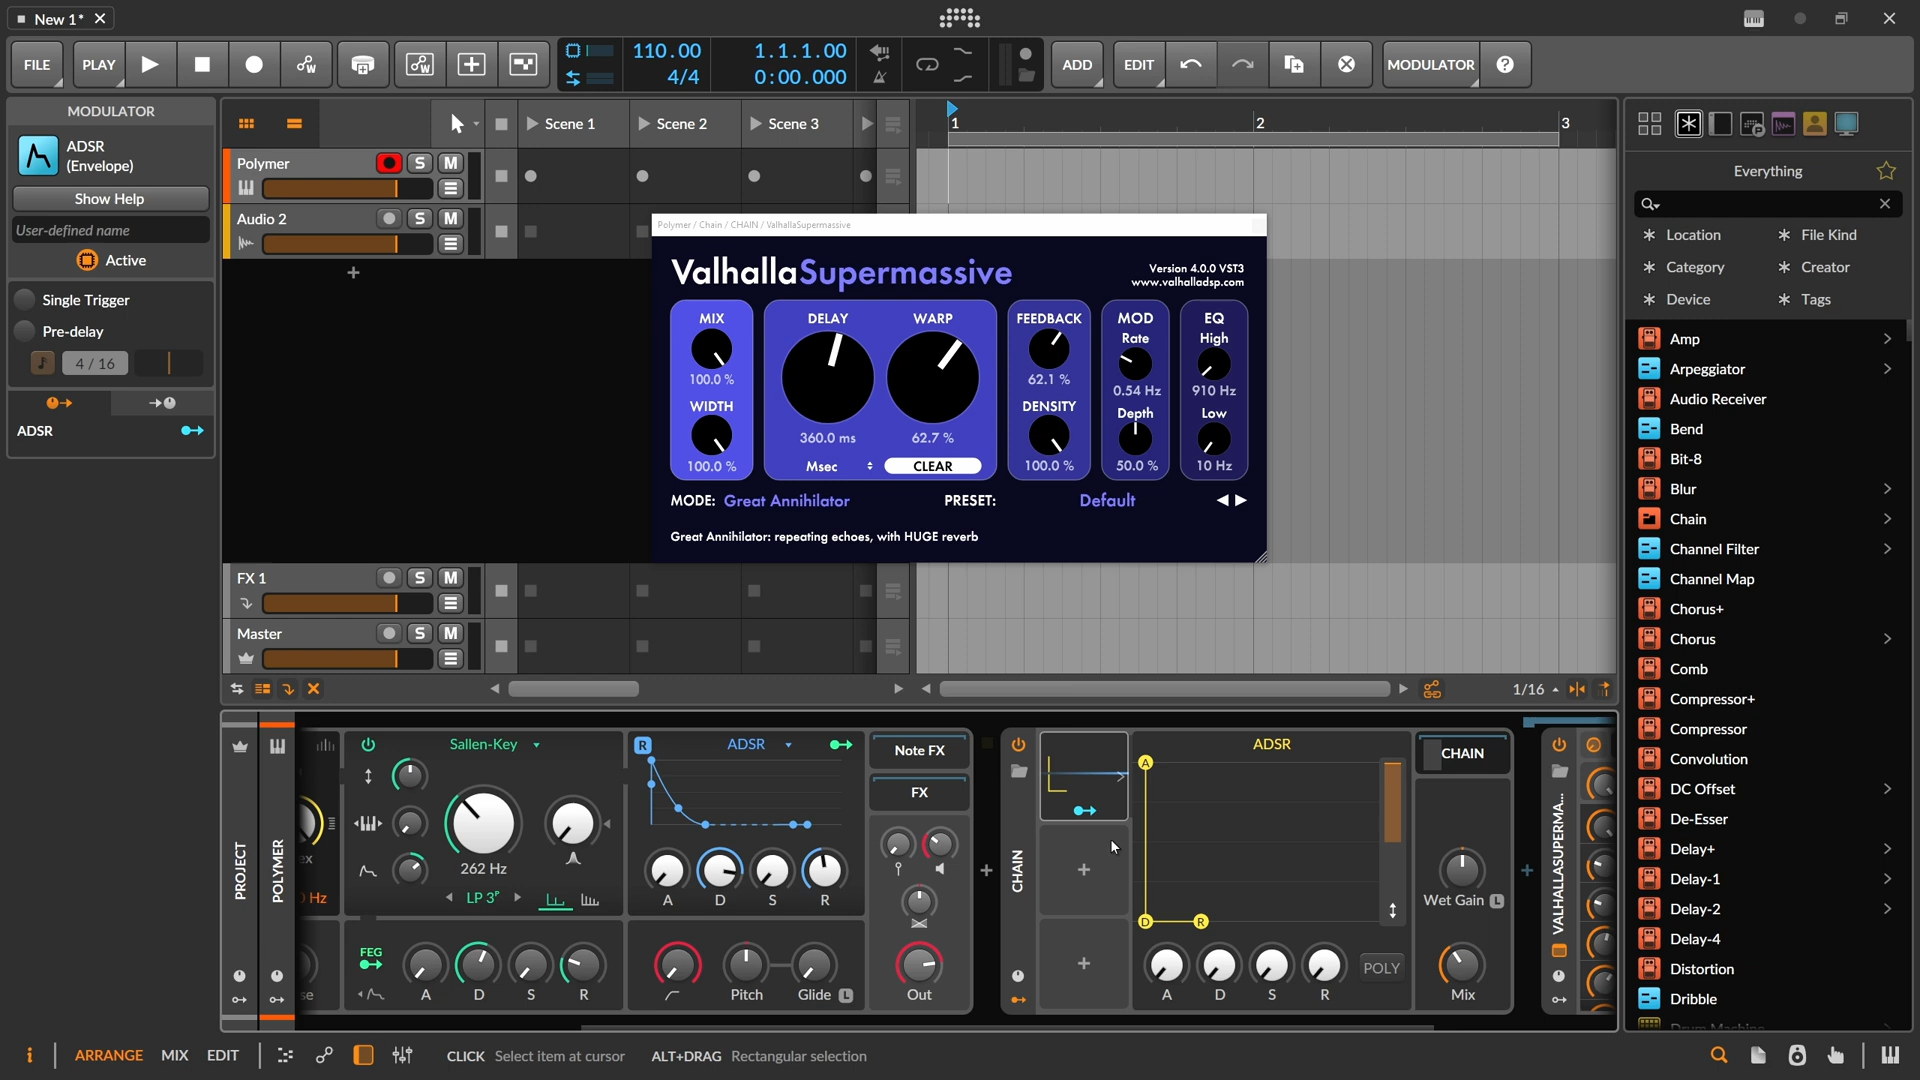 New 1*
FILE
PLAY
110.00
4/4
1.1.1.00
0:00.000
ADD
EDIT
MODULATOR
?
MODULATOR
ADSR
(Envelope)
Show Help
User-defined name
Active
Single Trigger
Pre-delay
4 / 16
ADSR
Scene 1
Scene 2
Scene 3
1
2
3
Polymer
S
M
Audio 2
S
M
Polymer / Chain / CHAIN / ValhallaSupermassive
ValhallaSupermassive
Version 4.0.0 VST3
www.valhalladsp.com
MIX
DELAY
WARP
FEEDBACK
MOD
EQ
Rate
High
100.0 %
62.1 %
0.54 Hz
910 Hz
WIDTH
DENSITY
Depth
Low
360.0 ms
62.7 %
100.0 %
Msec
CLEAR
100.0 %
50.0 %
10 Hz
MODE: Great Annihilator
PRESET:
Default
Great Annihilator: repeating echoes, with HUGE reverb
FX 1
S
M
Master
S
M
1/16
Everything
Location
File Kind
Category
Creator
Device
Tags
Amp
Arpeggiator
Audio Receiver
Bend
Bit-8
Blur
Chain
Channel Filter
Channel Map
Chorus+
Chorus
Comb
Compressor+
Compressor
Convolution
DC Offset
De-Esser
Delay+
Delay-1
Delay-2
Delay-4
Distortion
Dribble
Drum Machine
PROJECT
POLYMER
Hz
Sallen-Key
262 Hz
LP 3P
FEG
A
D
S
R
R
ADSR
A
D
S
R
Pitch
Glide
L
Note FX
FX
Out
CHAIN
ADSR
A
D
R
A
D
S
R
POLY
CHAIN
Wet Gain
L
Mix
VALHALLASUPERMA...
i
ARRANGE
MIX
EDIT
CLICK Select item at cursor
ALT+DRAG Rectangular selection